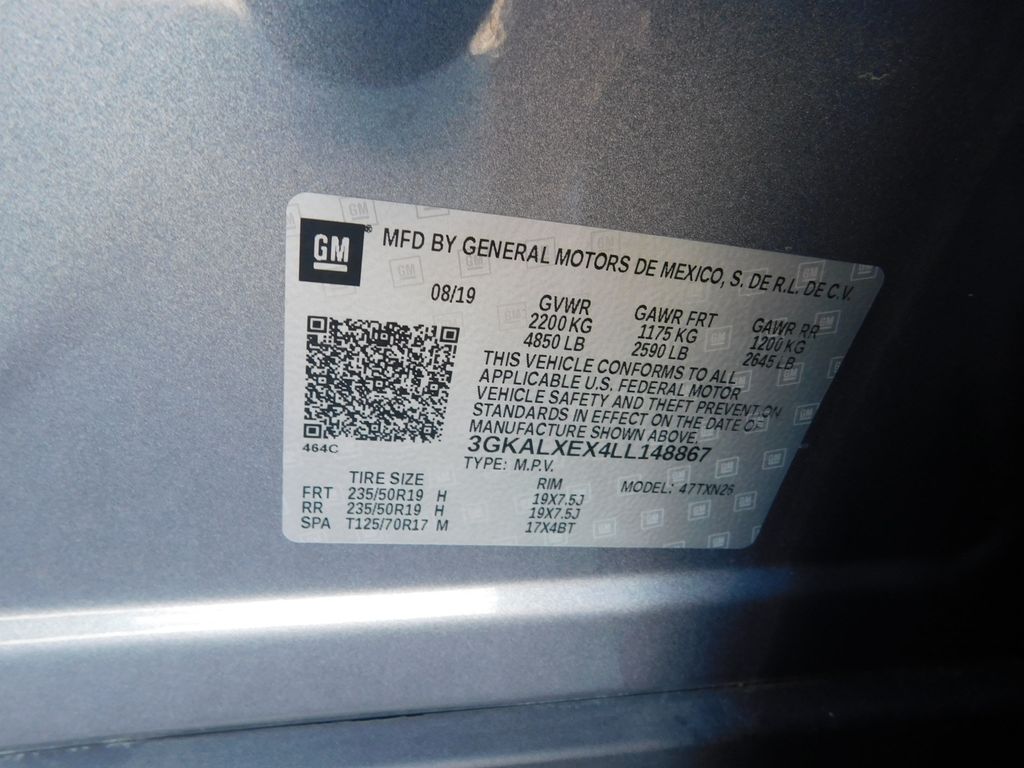 GM ® MFD BY GENERAL MOTORS DE MEXICO, S. DE R.L. DE C.V.
08/19 GVWR GAWR FRT GAWR RR
2200 KG 1175 KG 1200 KG
4850 LB 2590 LB 2645 LB
THIS VEHICLE CONFORMS TO ALL
APPLICABLE U.S. FEDERAL MOTOR
VEHICLE SAFETY AND THEFT PREVENTION
STANDARDS IN EFFECT ON THE DATE OF
MANUFACTURE SHOWN ABOVE.
464C 3GKALXEX4LL148867
TYPE: M.P.V.
TIRE SIZE RIM MODEL: 47TXN26
FRT 235/50R19 H 19X7.5J
RR 235/50R19 H 19X7.5J
SPA T125/70R17 M 17X4BT